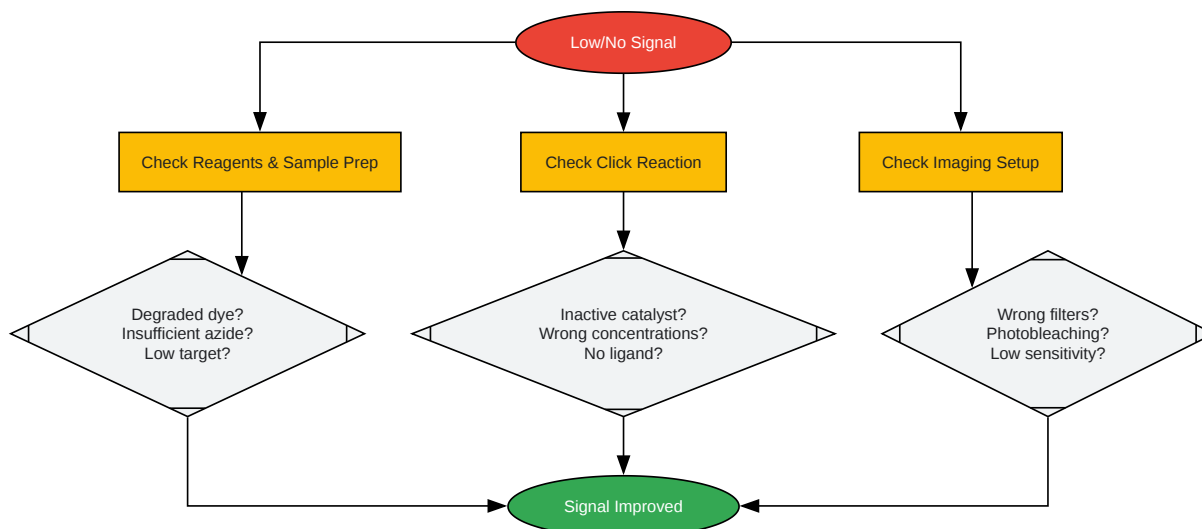 Low/No Signal
Check Reagents & Sample Prep
Check Click Reaction
Check Imaging Setup
Degraded dye?
Insufficient azide?
Low target?
Inactive catalyst?
Wrong concentrations?
No ligand?
Wrong filters?
Photobleaching?
Low sensitivity?
Signal Improved